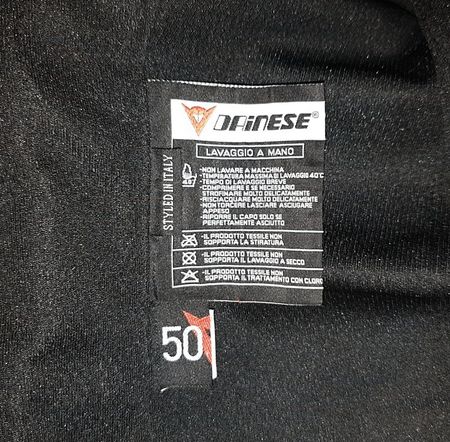 DAiNESE®
LAVAGGIO A MANO
STYLED IN ITALY
-NON LAVARE A MACCHINA
-TEMPERATURA MASSIMA DI LAVAGGIO 40°C
-TEMPO DI LAVAGGIO BREVE
-COMPRIMERE E SE NECESSARIO
STROFINARE MOLTO DELICATAMENTE
-RISCIACQUARE MOLTO DELICATAMENTE
-NON TORCERE LASCIARE ASCIUGARE
APPESO
-RIPORRE IL CAPO SOLO SE
PERFETTAMENTE ASCIUTTO
-IL PRODOTTO TESSILE NON
SOPPORTA LA STIRATURA
-IL PRODOTTO TESSILE NON
SOPPORTA IL LAVAGGIO A SECCO
-IL PRODOTTO TESSILE NON
SOPPORTA IL TRATTAMENTO CON CLORO
50